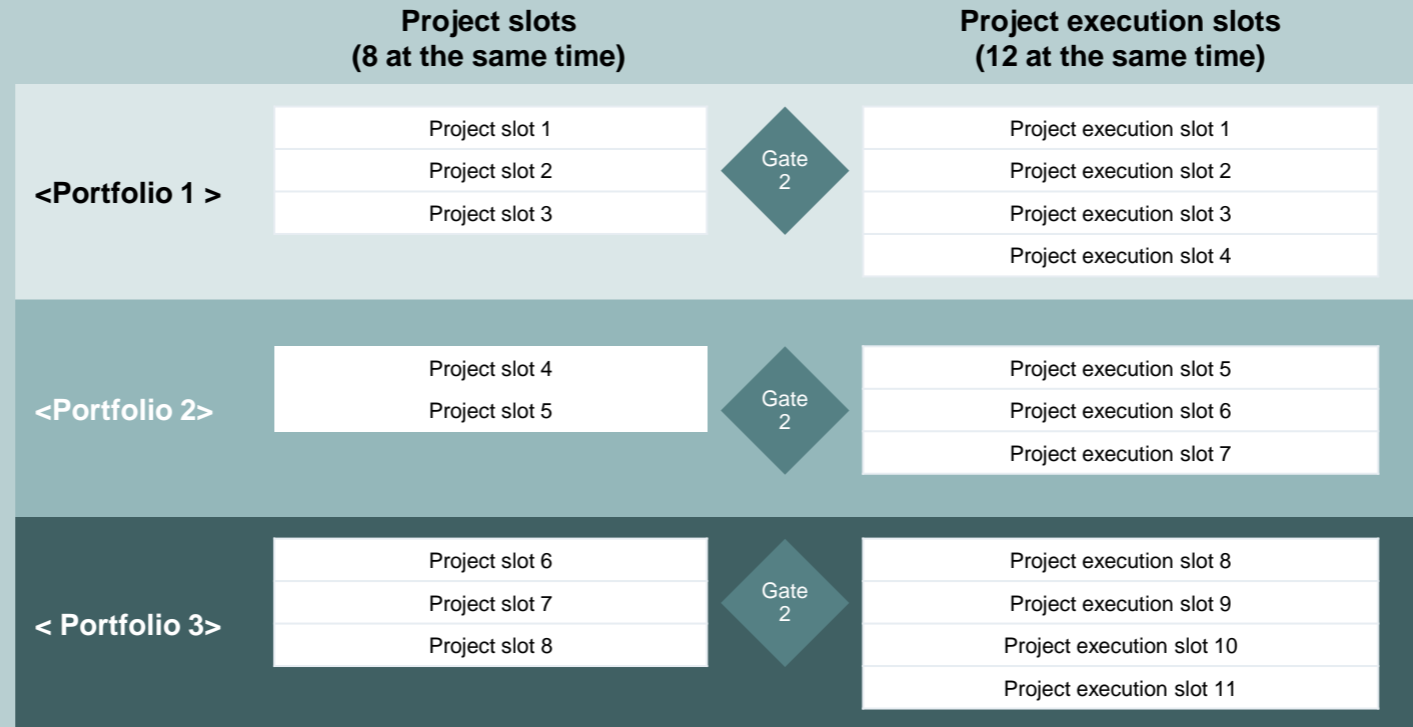 Project slots
(8 at the same time)
Project execution slots
(12 at the same time)
<Portfolio 1 >
Project slot 1
Project slot 2
Project slot 3
Gate
2
Project execution slot 1
Project execution slot 2
Project execution slot 3
Project execution slot 4
<Portfolio 2>
Project slot 4
Project slot 5
Gate
2
Project execution slot 5
Project execution slot 6
Project execution slot 7
< Portfolio 3>
Project slot 6
Project slot 7
Project slot 8
Gate
2
Project execution slot 8
Project execution slot 9
Project execution slot 10
Project execution slot 11